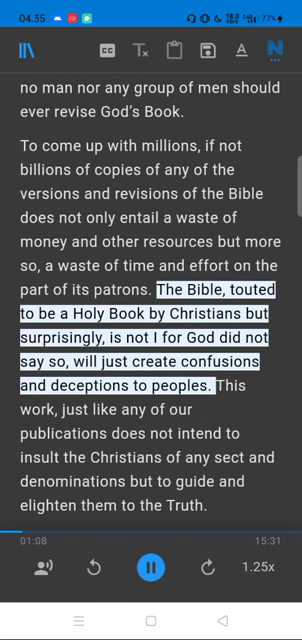 04.35
18.0 KB/S
77%
CC
no man nor any group of men should
ever revise God's Book.
To come up with millions, if not
billions of copies of any of the
versions and revisions of the Bible
does not only entail a waste of
money and other resources but more
so, a waste of time and effort on the
part of its patrons. The Bible, touted
to be a Holy Book by Christians but
surprisingly, is not I for God did not
say so, will just create confusions
and deceptions to peoples. This
work, just like any of our
publications does not intend to
insult the Christians of any sect and
denominations but to guide and
elighten them to the Truth.
01:08
15:31
1.25x